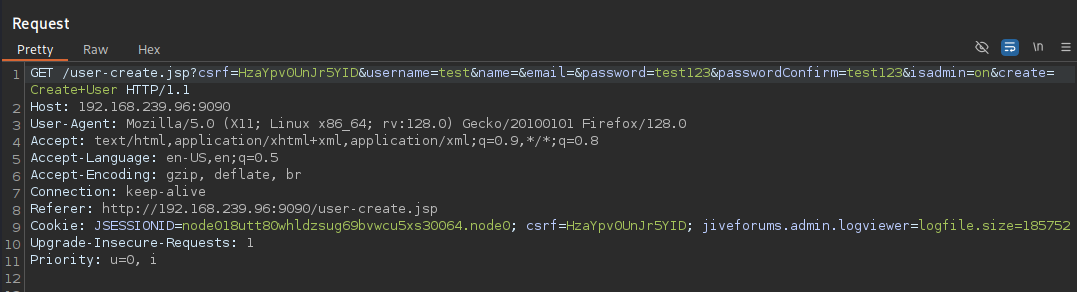 Request
Pretty Raw Hex
\n
1 GET /user-create.jsp?csrf=HzaYpv0UnJr5YID&username=test&name=&email=&password=test123&passwordConfirm=test123&isadmin=on&create=
Create+User HTTP/1.1
2 Host: 192.168.239.96:9090
3 User-Agent: Mozilla/5.0 (X11; Linux x86_64; rv:128.0) Gecko/20100101 Firefox/128.0
4 Accept: text/html,application/xhtml+xml,application/xml;q=0.9,*/*;q=0.8
5 Accept-Language: en-US,en;q=0.5
6 Accept-Encoding: gzip, deflate, br
7 Connection: keep-alive
8 Referer: http://192.168.239.96:9090/user-create.jsp
9 Cookie: JSESSIONID=node018utt80whldzsug69bvwcu5xs30064.node0; csrf=HzaYpv0UnJr5YID; jiveforums.admin.logviewer=logfile.size=185752
10 Upgrade-Insecure-Requests: 1
11 Priority: u=0, i
12